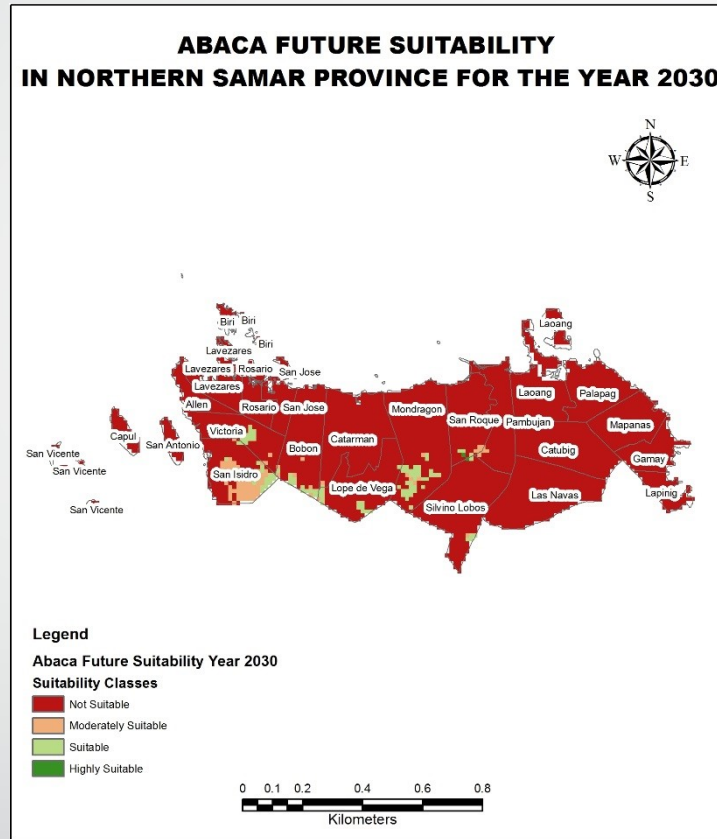 ABACA FUTURE SUITABILITY
IN NORTHERN SAMAR PROVINCE FOR THE YEAR 2030
N
W E
S
Laoang
Biri
Biri
Biri
Lavezares
Lavezares Rosario San Jose
Lavezares
Laoang Palapag
Allen
Rosario San Jose Mondragon
San Roque Pambujan Mapanas
Capul San Antonio Victoria
Bobon Catarman Catubig
San Vicente
San Vicente
Gamay
San Isidro
Lope de Vega Las Navas Lapinig
San Vicente
Silvino Lobos
Legend
Abaca Future Suitability Year 2030
Suitability Classes
Not Suitable
Moderately Suitable
Suitable
Highly Suitable
0 0.1 0.2 0.4 0.6 0.8
Kilometers